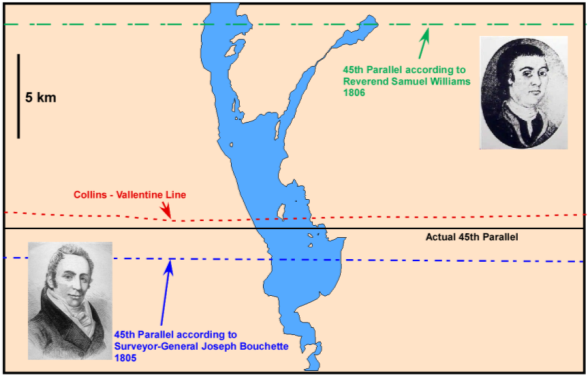 45th Parallel according to
Reverend Samuel Williams
1806
5 km
Collins - Vallentine Line
Actual 45th Parallel
45th Parallel according to
Surveyor-General Joseph Bouchette
1805